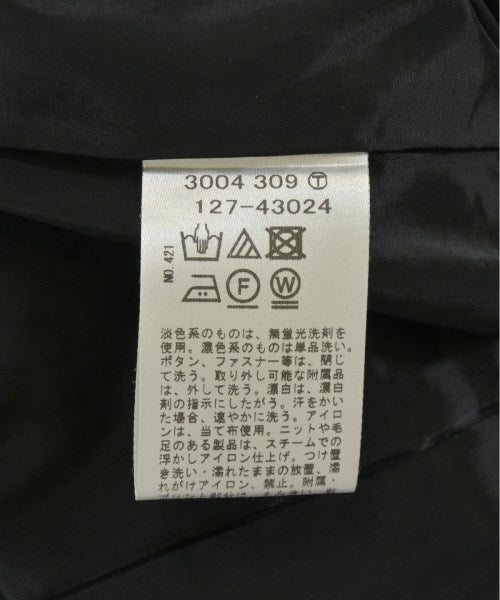 3004 309 Ⓣ
127-43024
NO.421
F W
淡色系のものは、無蛍光洗剤を
使用。濃色系のものは単品洗い。
ボタン、ファスナー等は、閉じ
て洗う。取り外し可能な附属品
は、外して洗う。漂白は、漂白
剤の指示にしたがう。汗をかい
た場合、速やかに洗う。アイロ
ンは、当て布使用。ニットや毛
足のある製品は、スチームでの
浮かしアイロン仕上げ。つけ置
き洗い・濡れたままの放置、濡
れがけアイロン、禁止。附属・